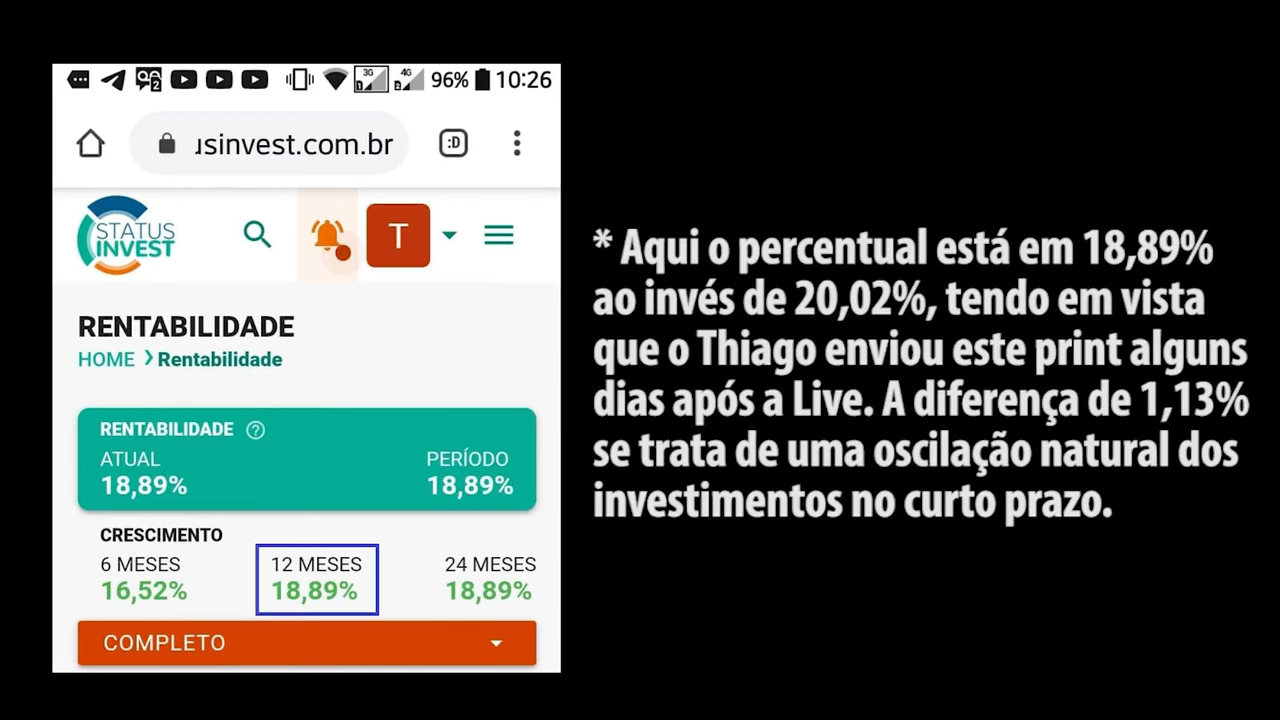 3G 4G 96% 10:26
usinvest.com.br :D
STATUS
INVEST
T
RENTABILIDADE
HOME Rentabilidade
RENTABILIDADE ?
ATUAL PERÍODO
18,89% 18,89%
CRESCIMENTO
6 MESES 12 MESES 24 MESES
16,52% 18,89% 18,89%
COMPLETO
* Aqui o percentual está em 18,89%
ao invés de 20,02%, tendo em vista
que o Thiago enviou este print alguns
dias após a Live. A diferença de 1,13%
se trata de uma oscilação natural dos
investimentos no curto prazo.